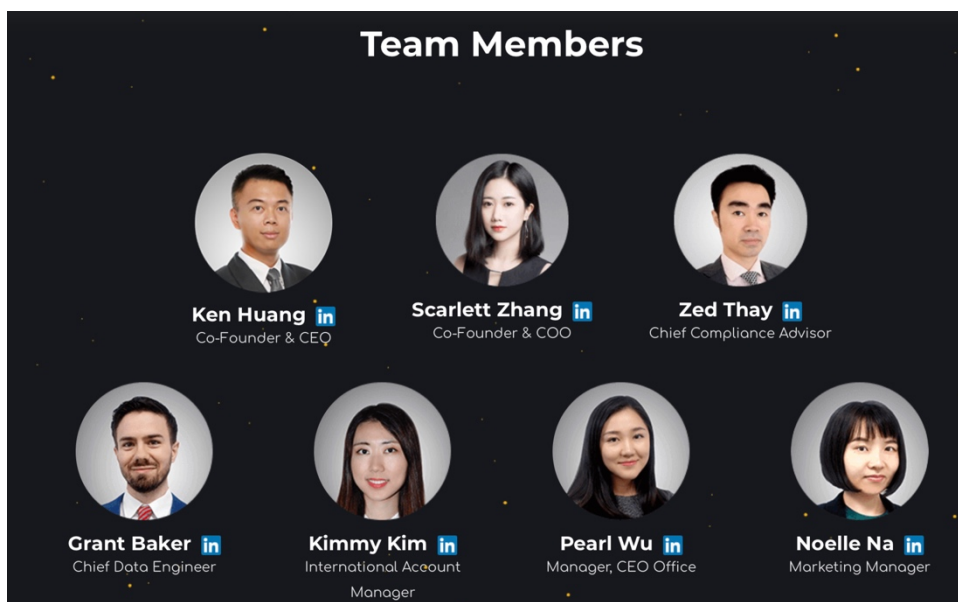 Team Members
Ken Huang in
Scarlett Zhang in
Zed Thay in
Co-Founder & CEO
Co-Founder & COO
Chief Compliance Advisor
Grant Baker in
Kimmy Kim in
Pearl Wu in
Noelle Na in
Chief Data Engineer
International Account
Manager
Manager, CEO Office
Marketing Manager